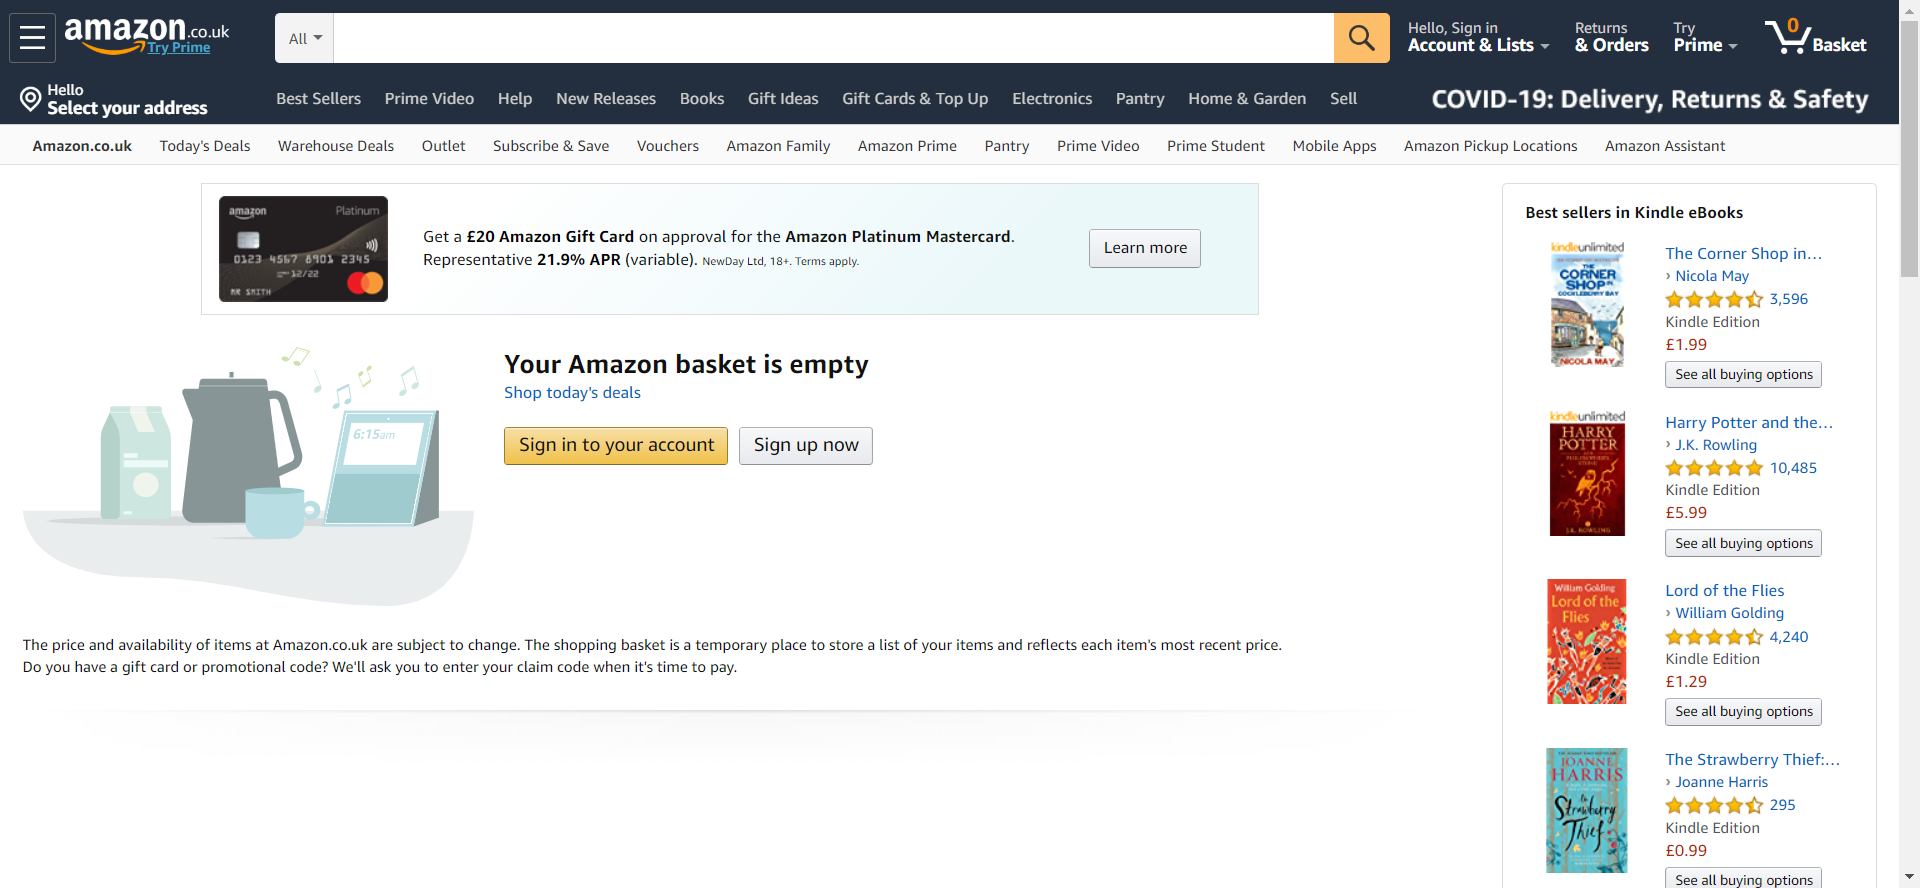 amazon.co.uk
Try Prime
All
Hello, Sign in
Account & Lists
Returns
& Orders
Try
Prime
0
Basket
Hello
Select your address
Best Sellers
Prime Video
Help
New Releases
Books
Gift Ideas
Gift Cards & Top Up
Electronics
Pantry
Home & Garden
Sell
COVID-19: Delivery, Returns & Safety
Amazon.co.uk
Today's Deals
Warehouse Deals
Outlet
Subscribe & Save
Vouchers
Amazon Family
Amazon Prime
Pantry
Prime Video
Prime Student
Mobile Apps
Amazon Pickup Locations
Amazon Assistant
amazon
Platinum
0123 4567 8901 2345
12/22
MR SMITH
Get a £20 Amazon Gift Card on approval for the Amazon Platinum Mastercard.
Representative 21.9% APR (variable). NewDay Ltd, 18+. Terms apply.
Learn more
6:15am
Your Amazon basket is empty
Shop today's deals
Sign in to your account
Sign up now
The price and availability of items at Amazon.co.uk are subject to change. The shopping basket is a temporary place to store a list of your items and reflects each item's most recent price.
Do you have a gift card or promotional code? We'll ask you to enter your claim code when it's time to pay.
Best sellers in Kindle eBooks
kindleunlimited
THE
CORNER
SHOP IN
COCKLEBERRY BAY
NICOLA MAY
The Corner Shop in…
› Nicola May
3,596
Kindle Edition
£1.99
See all buying options
kindleunlimited
HARRY
POTTER
J.K. ROWLING
Harry Potter and the…
› J.K. Rowling
10,485
Kindle Edition
£5.99
See all buying options
William Golding
Lord of the
Flies
Lord of the Flies
› William Golding
4,240
Kindle Edition
£1.29
See all buying options
JOANNE
HARRIS
The
Strawberry
Thief
The Strawberry Thief:…
› Joanne Harris
295
Kindle Edition
£0.99
See all buying options